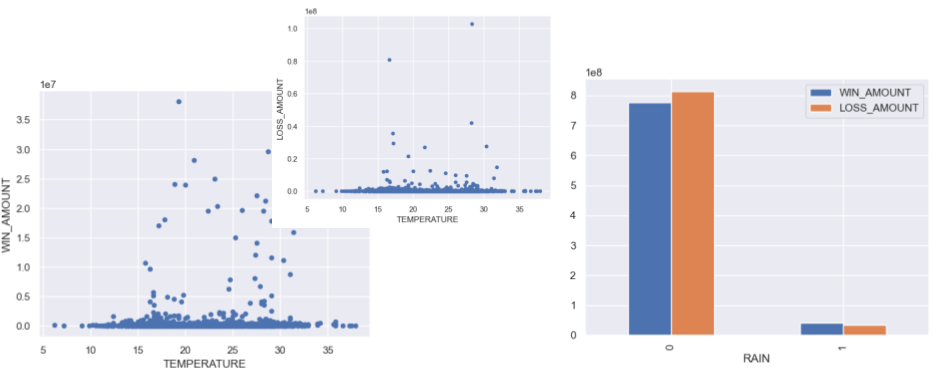 1e7
WIN_AMOUNT
3.5
3.0
2.5
2.0
1.5
1.0
0.5
0.0
5 10 15 20 25 30 35
TEMPERATURE
1e8
LOSS_AMOUNT
1.0
0.8
0.6
0.4
0.2
0.0
5 10 15 20 25 30 35
TEMPERATURE
1e8
WIN_AMOUNT
LOSS_AMOUNT
8
7
6
5
4
3
2
1
0
0 1
RAIN